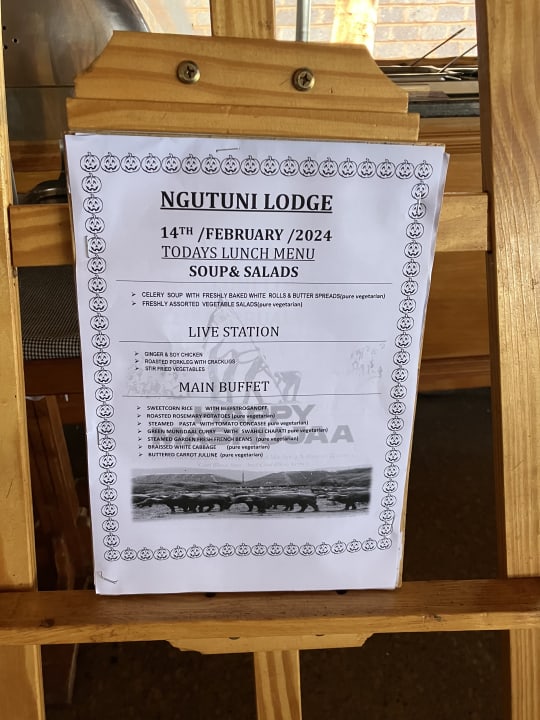 NGUTUNI LODGE
14TH /FEBRUARY /2024
TODAYS LUNCH MENU
SOUP& SALADS
➢ CELERY SOUP WITH FRESHLY BAKED WHITE ROLLS & BUTTER SPREADS(pure vegetarian)
➢ FRESHLY ASSORTED VEGETABLE SALADS(pure vegetarian)
LIVE STATION
➢ GINGER & SOY CHICKEN
➢ ROASTED PORKLEG WITH CRACKLIGS
➢ STIR FRIED VEGETABLES
MAIN BUFFET
➢ SWEETCORN RICE WITH BEEFSTROGANOFF
➢ ROASTED ROSEMARY POTATOES (pure vegetarian)
➢ STEAMED PASTA WITH TOMATO CONCASEE pure vegetarian)
➢ GREEN MUNGDAAL CURRY WITH SWAHILI CHAPATI pure vegetarian)
➢ STEAMED GARDEN FRESH FRENCH BEANS (pure vegetarian)
➢ BRAISED WHITE CABBAGE (pure vegetarian)
➢ BUTTERED CARROT JULLINE (pure vegetarian)